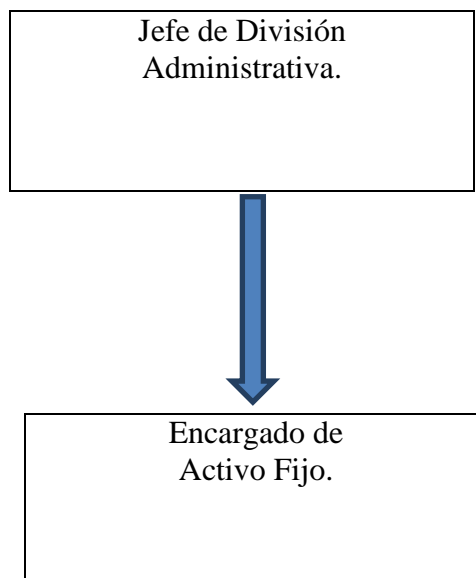 Jefe de División
Administrativa.
Encargado de
Activo Fijo.